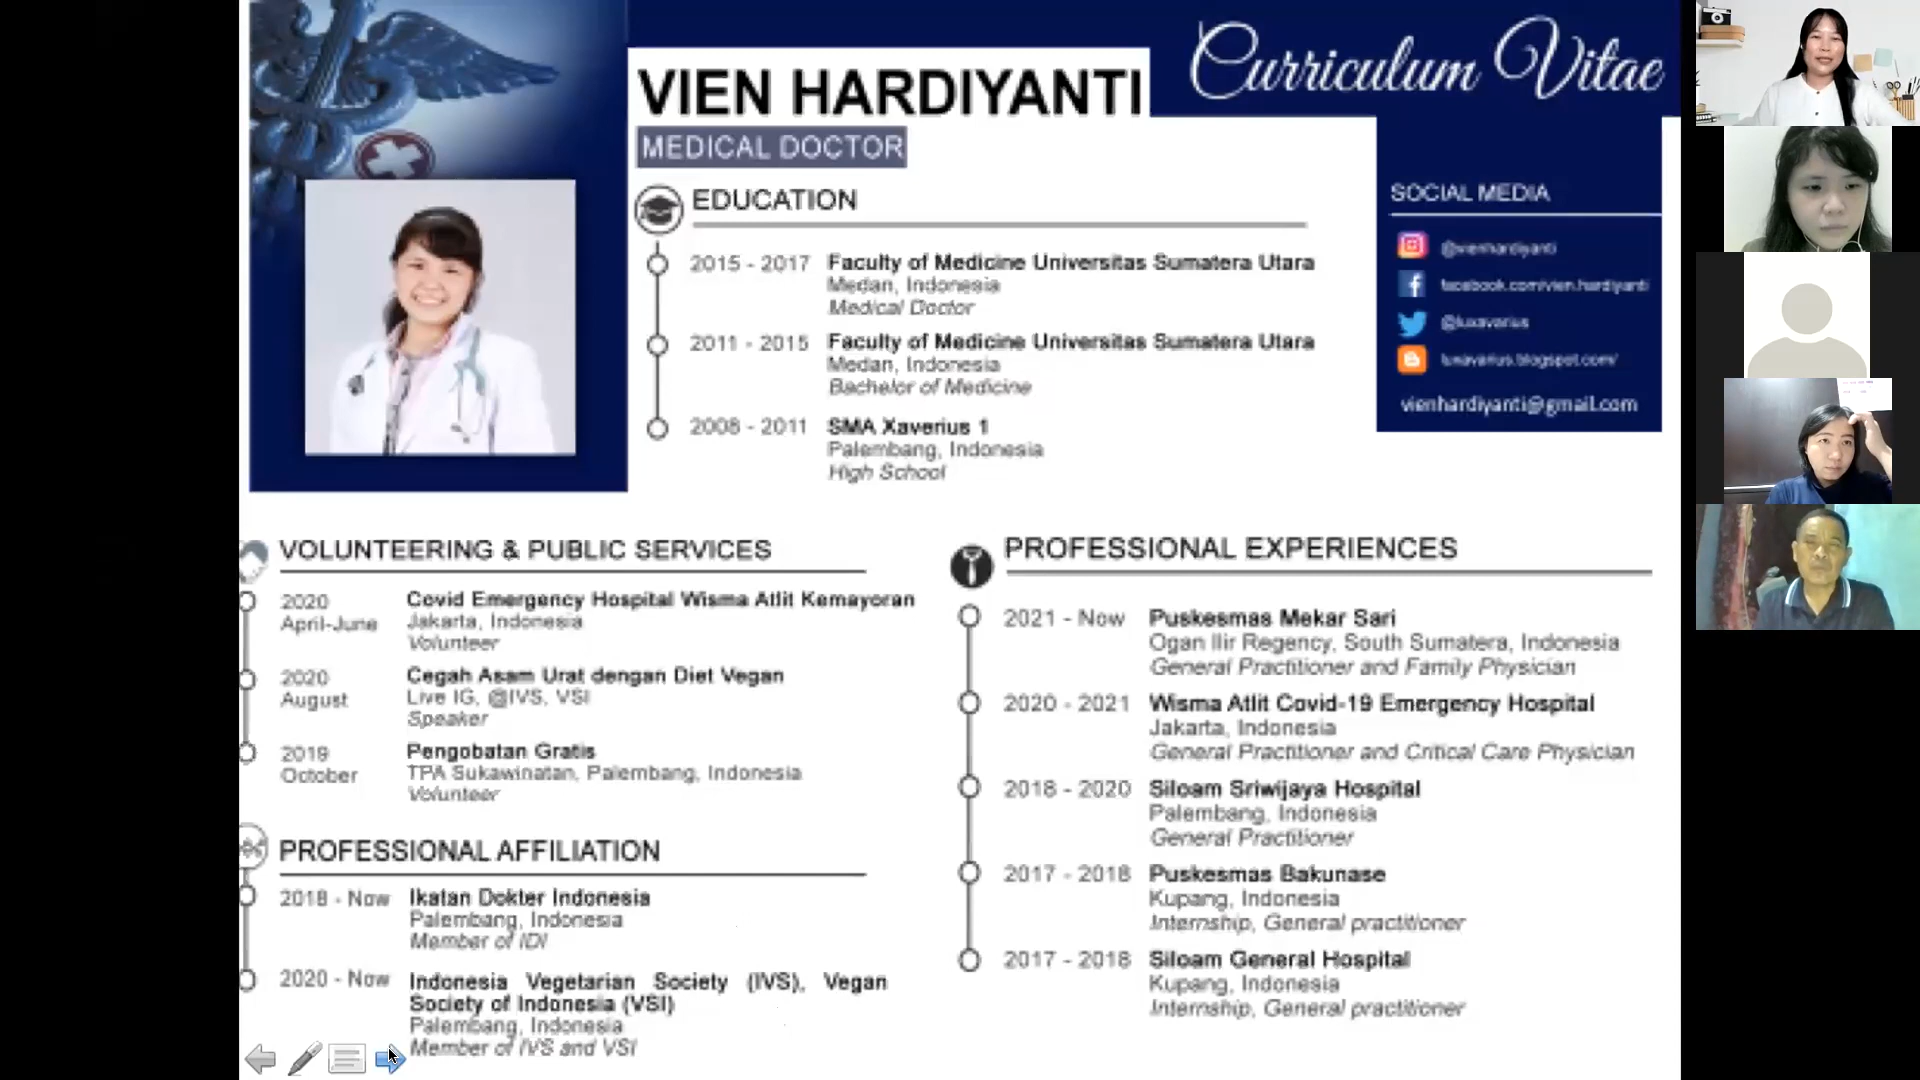 Curriculum Vitae
VIEN HARDIYANTI
MEDICAL DOCTOR
EDUCATION
2015 - 2017 Faculty of Medicine Universitas Sumatera Utara
Medan, Indonesia
Medical Doctor
2011 - 2015 Faculty of Medicine Universitas Sumatera Utara
Medan, Indonesia
Bachelor of Medicine
2008 - 2011 SMA Xaverius 1
Palembang, Indonesia
High School
SOCIAL MEDIA
@vienhardiyanti
facebook.com/vien.hardiyanti
@luxavarius
luxavarius.blogspot.com/
vienhardiyanti@gmail.com
VOLUNTEERING & PUBLIC SERVICES
2020 Covid Emergency Hospital Wisma Atlit Kemayoran
April-June Jakarta, Indonesia
Volunteer
2020 Cegah Asam Urat dengan Diet Vegan
August Live IG, @IVS, VSI
Speaker
2019 Pengobatan Gratis
October TPA Sukawinatan, Palembang, Indonesia
Volunteer
PROFESSIONAL AFFILIATION
2018 - Now Ikatan Dokter Indonesia
Palembang, Indonesia
Member of IDI
2020 - Now Indonesia Vegetarian Society (IVS), Vegan
Society of Indonesia (VSI)
Palembang, Indonesia
Member of IVS and VSI
PROFESSIONAL EXPERIENCES
2021 - Now Puskesmas Mekar Sari
Ogan Ilir Regency, South Sumatera, Indonesia
General Practitioner and Family Physician
2020 - 2021 Wisma Atlit Covid-19 Emergency Hospital
Jakarta, Indonesia
General Practitioner and Critical Care Physician
2018 - 2020 Siloam Sriwijaya Hospital
Palembang, Indonesia
General Practitioner
2017 - 2018 Puskesmas Bakunase
Kupang, Indonesia
Internship, General practitioner
2017 - 2018 Siloam General Hospital
Kupang, Indonesia
Internship, General practitioner